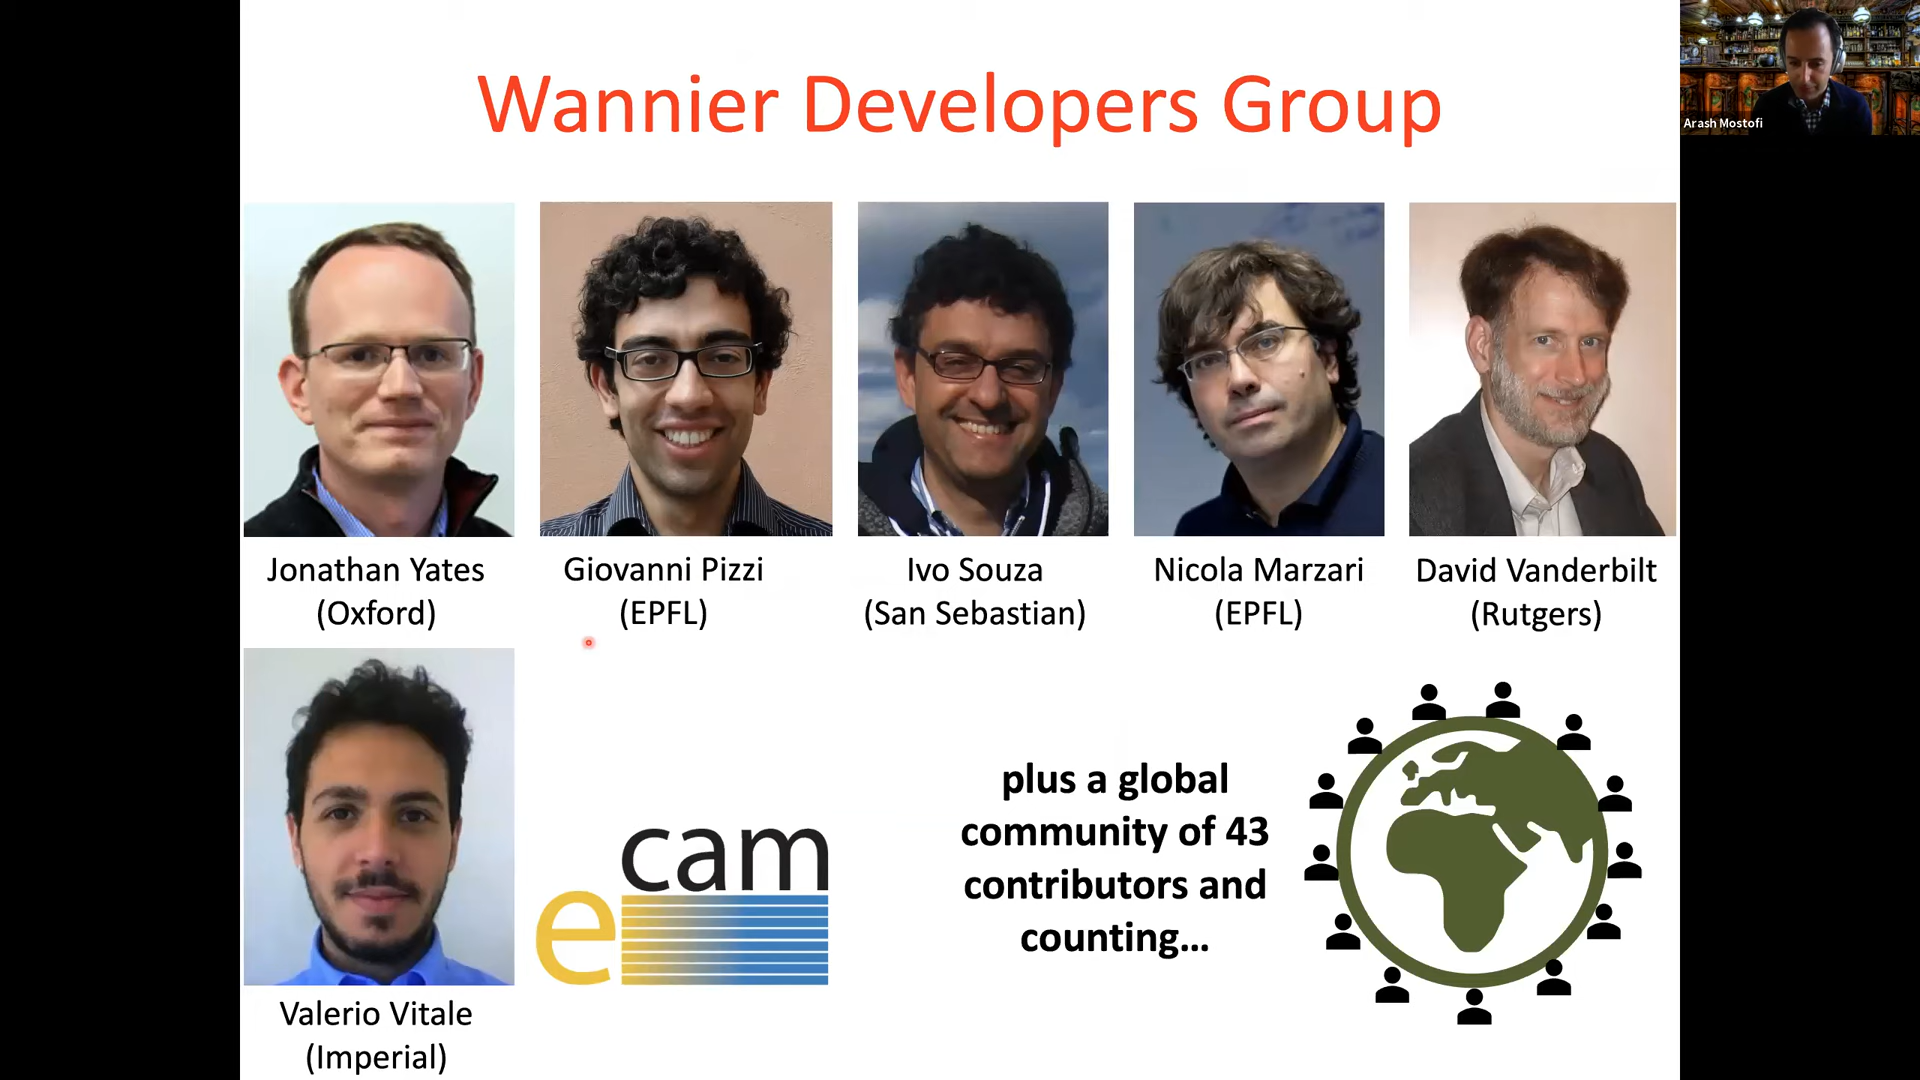 Wannier Developers Group
Arash Mostofi
Jonathan Yates
(Oxford)
Giovanni Pizzi
(EPFL)
Ivo Souza
(San Sebastian)
Nicola Marzari
(EPFL)
David Vanderbilt
(Rutgers)
Valerio Vitale
(Imperial)
e cam
plus a global
community of 43
contributors and
counting...